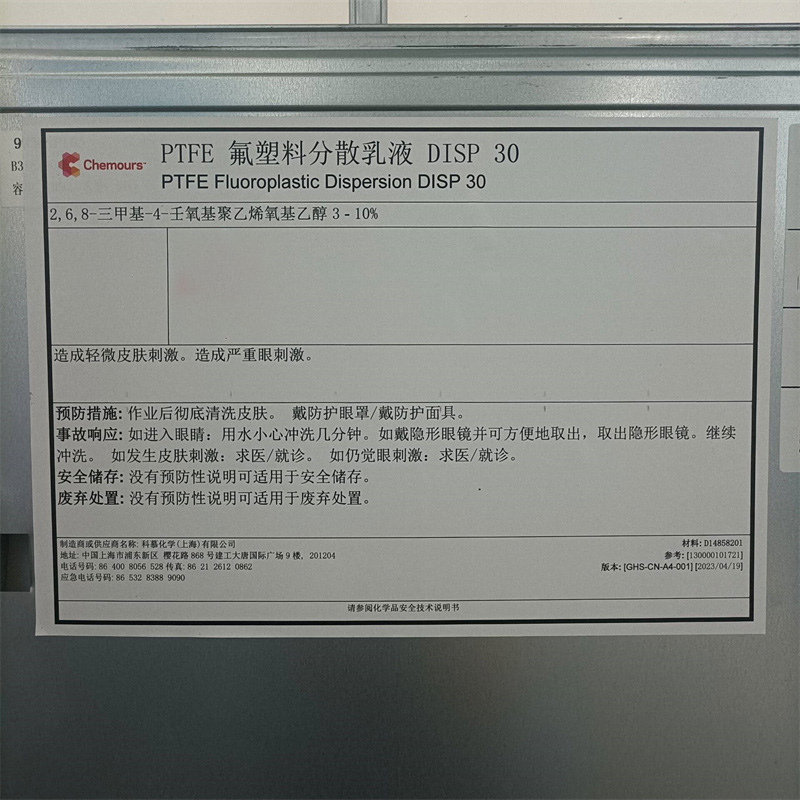 Chemours™
PTFE 氟塑料分散乳液 DISP 30
PTFE Fluoroplastic Dispersion DISP 30
2,6,8-三甲基-4-壬氧基聚乙烯氧基乙醇 3 - 10%
造成轻微皮肤刺激。造成严重眼刺激。
预防措施: 作业后彻底清洗皮肤。 戴防护眼罩/戴防护面具。
事故响应: 如进入眼睛: 用水小心冲洗几分钟。如戴隐形眼镜并可方便地取出，取出隐形眼镜。继续
冲洗。 如发生皮肤刺激: 求医/就诊。 如仍觉眼刺激: 求医/就诊。
安全储存: 没有预防性说明可适用于安全储存。
废弃处置: 没有预防性说明可适用于废弃处置。
制造商或供应商名称: 科慕化学(上海)有限公司
地址: 中国上海市浦东新区 樱花路 868 号建工大唐国际广场 9 楼, 201204
电话号码: 86 400 8056 528 传真: 86 21 2612 0862
应急电话号码: 86 532 8388 9090
材料: D14858201
参考: [130000101721]
版本: [GHS-CN-A4-001] [2023/04/19]
请参阅化学品安全技术说明书
9
B3
容